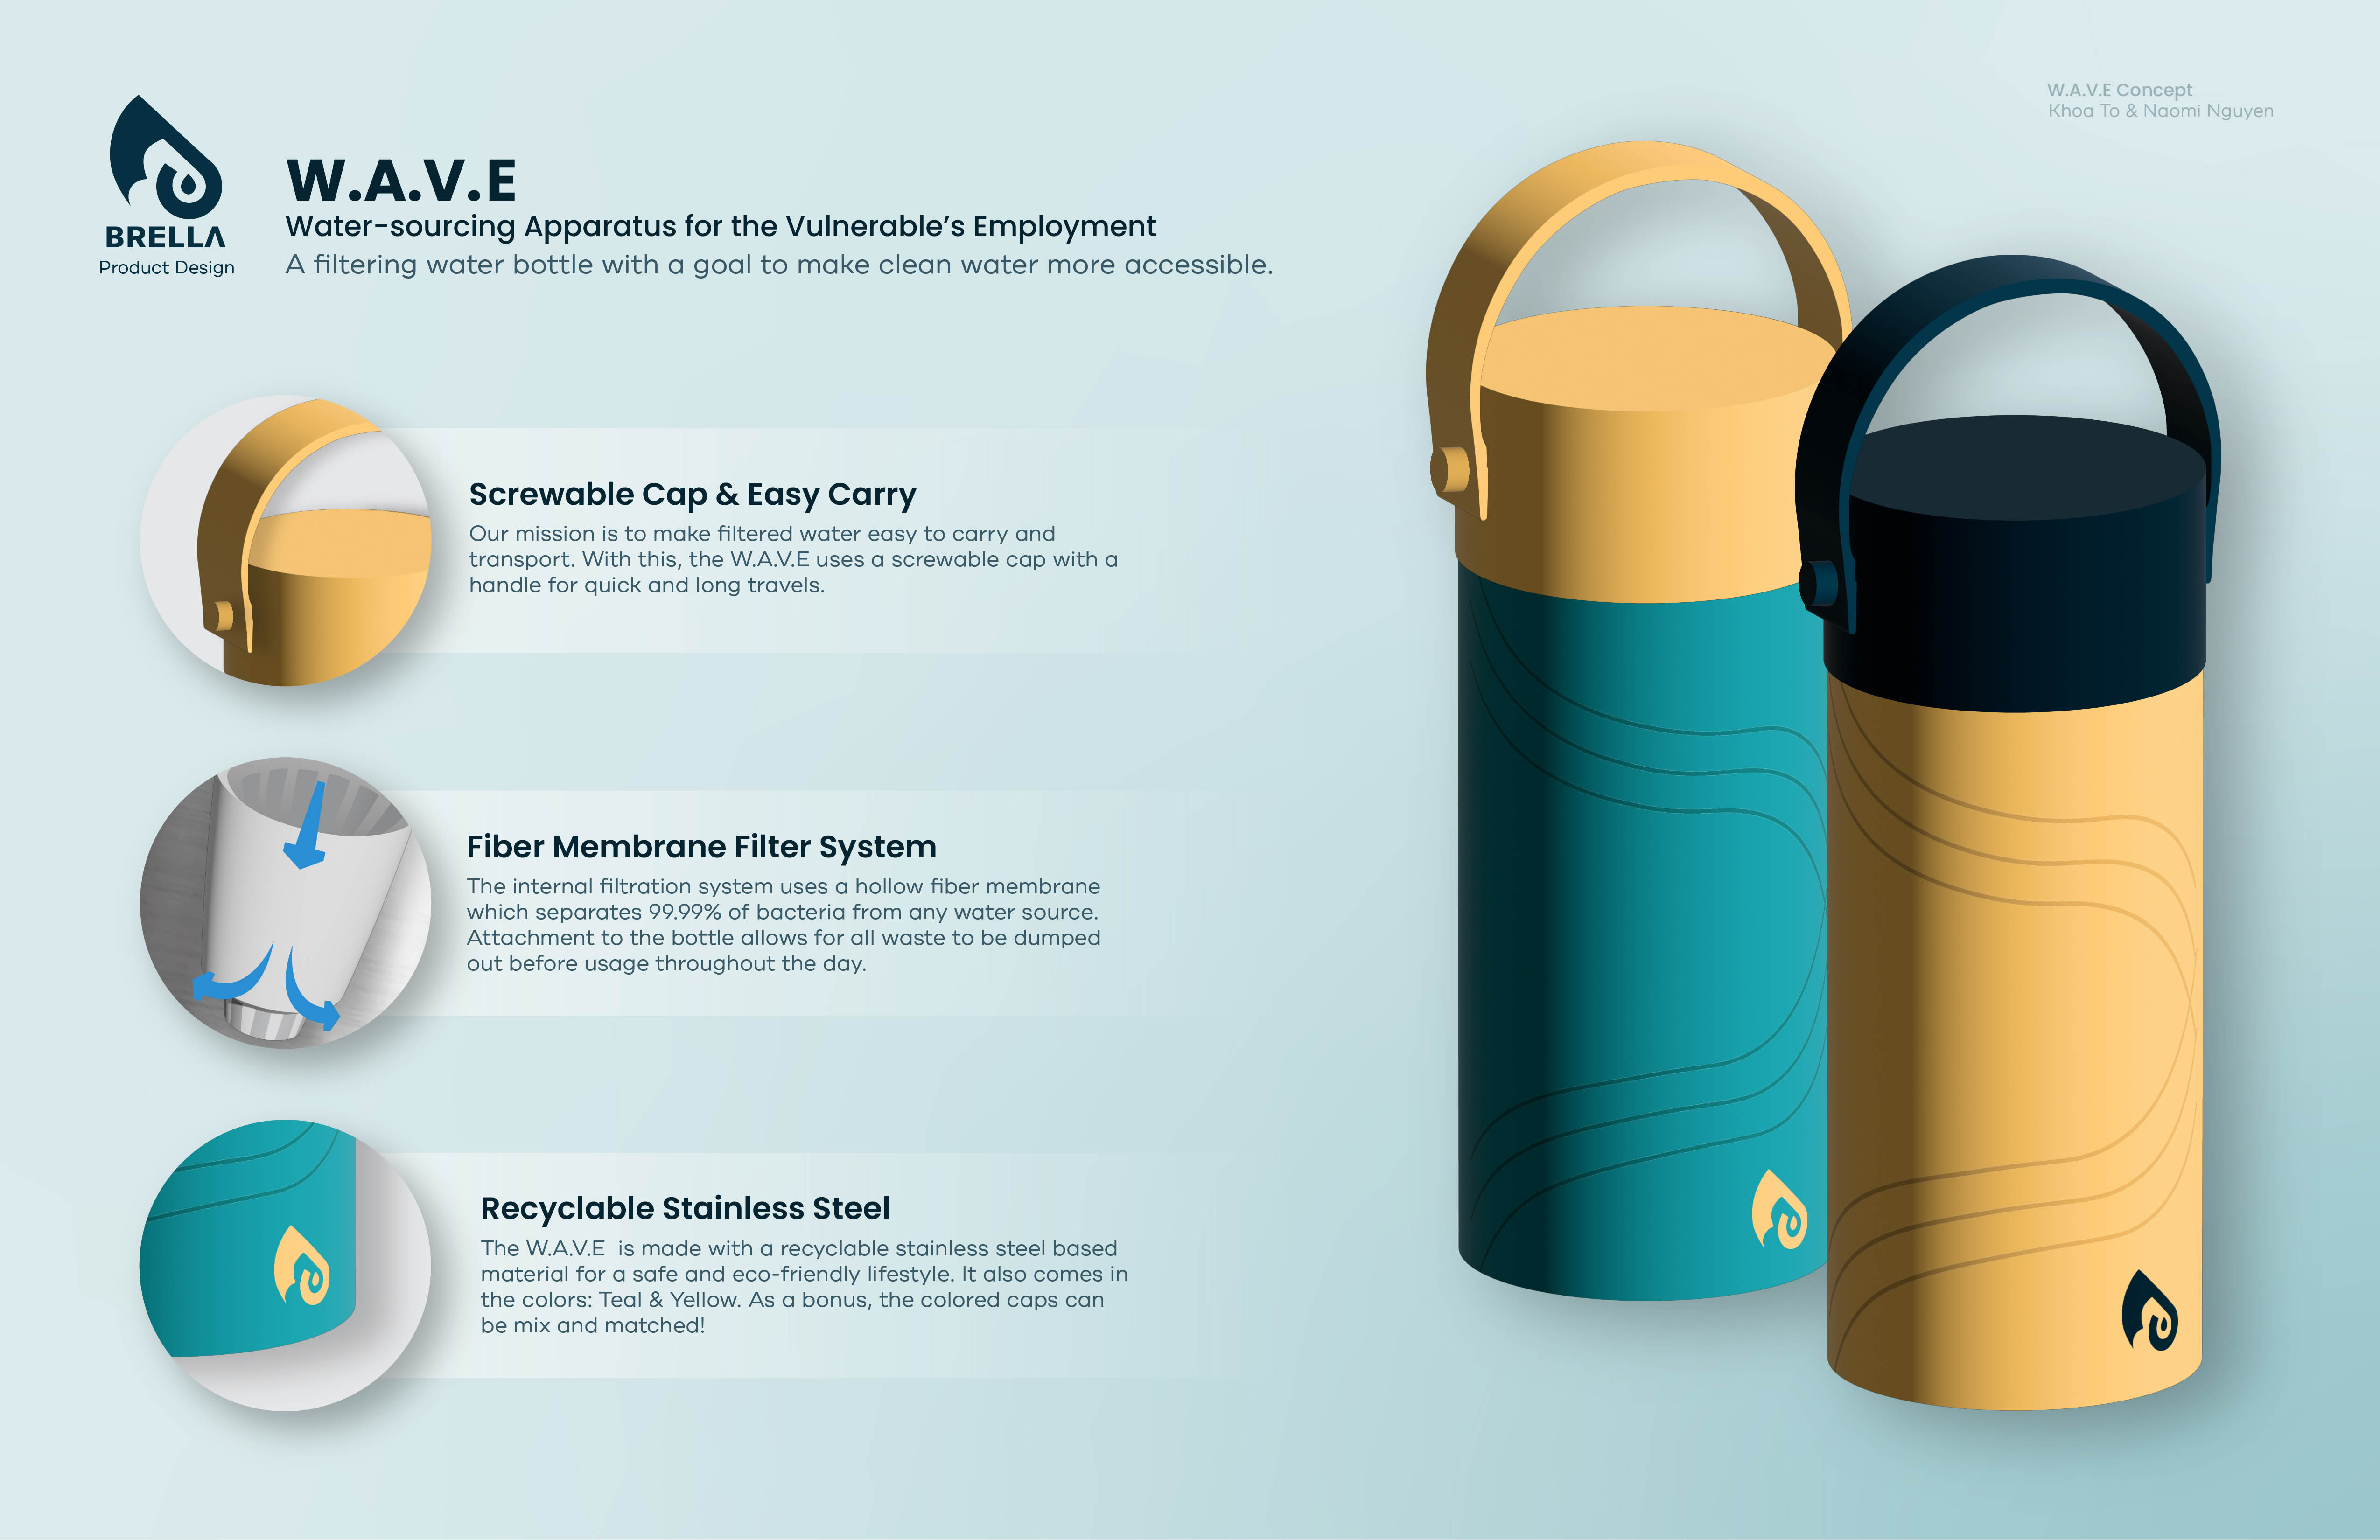 W.A.V.E Concept
Khoa To & Naomi Nguyen
BRELLA
Product Design
W.A.V.E
Water-sourcing Apparatus for the Vulnerable’s Employment
A filtering water bottle with a goal to make clean water more accessible.
Screwable Cap & Easy Carry
Our mission is to make filtered water easy to carry and
transport. With this, the W.A.V.E uses a screwable cap with a
handle for quick and long travels.
Fiber Membrane Filter System
The internal filtration system uses a hollow fiber membrane
which separates 99.99% of bacteria from any water source.
Attachment to the bottle allows for all waste to be dumped
out before usage throughout the day.
Recyclable Stainless Steel
The W.A.V.E  is made with a recyclable stainless steel based
material for a safe and eco-friendly lifestyle. It also comes in
the colors: Teal & Yellow. As a bonus, the colored caps can
be mix and matched!